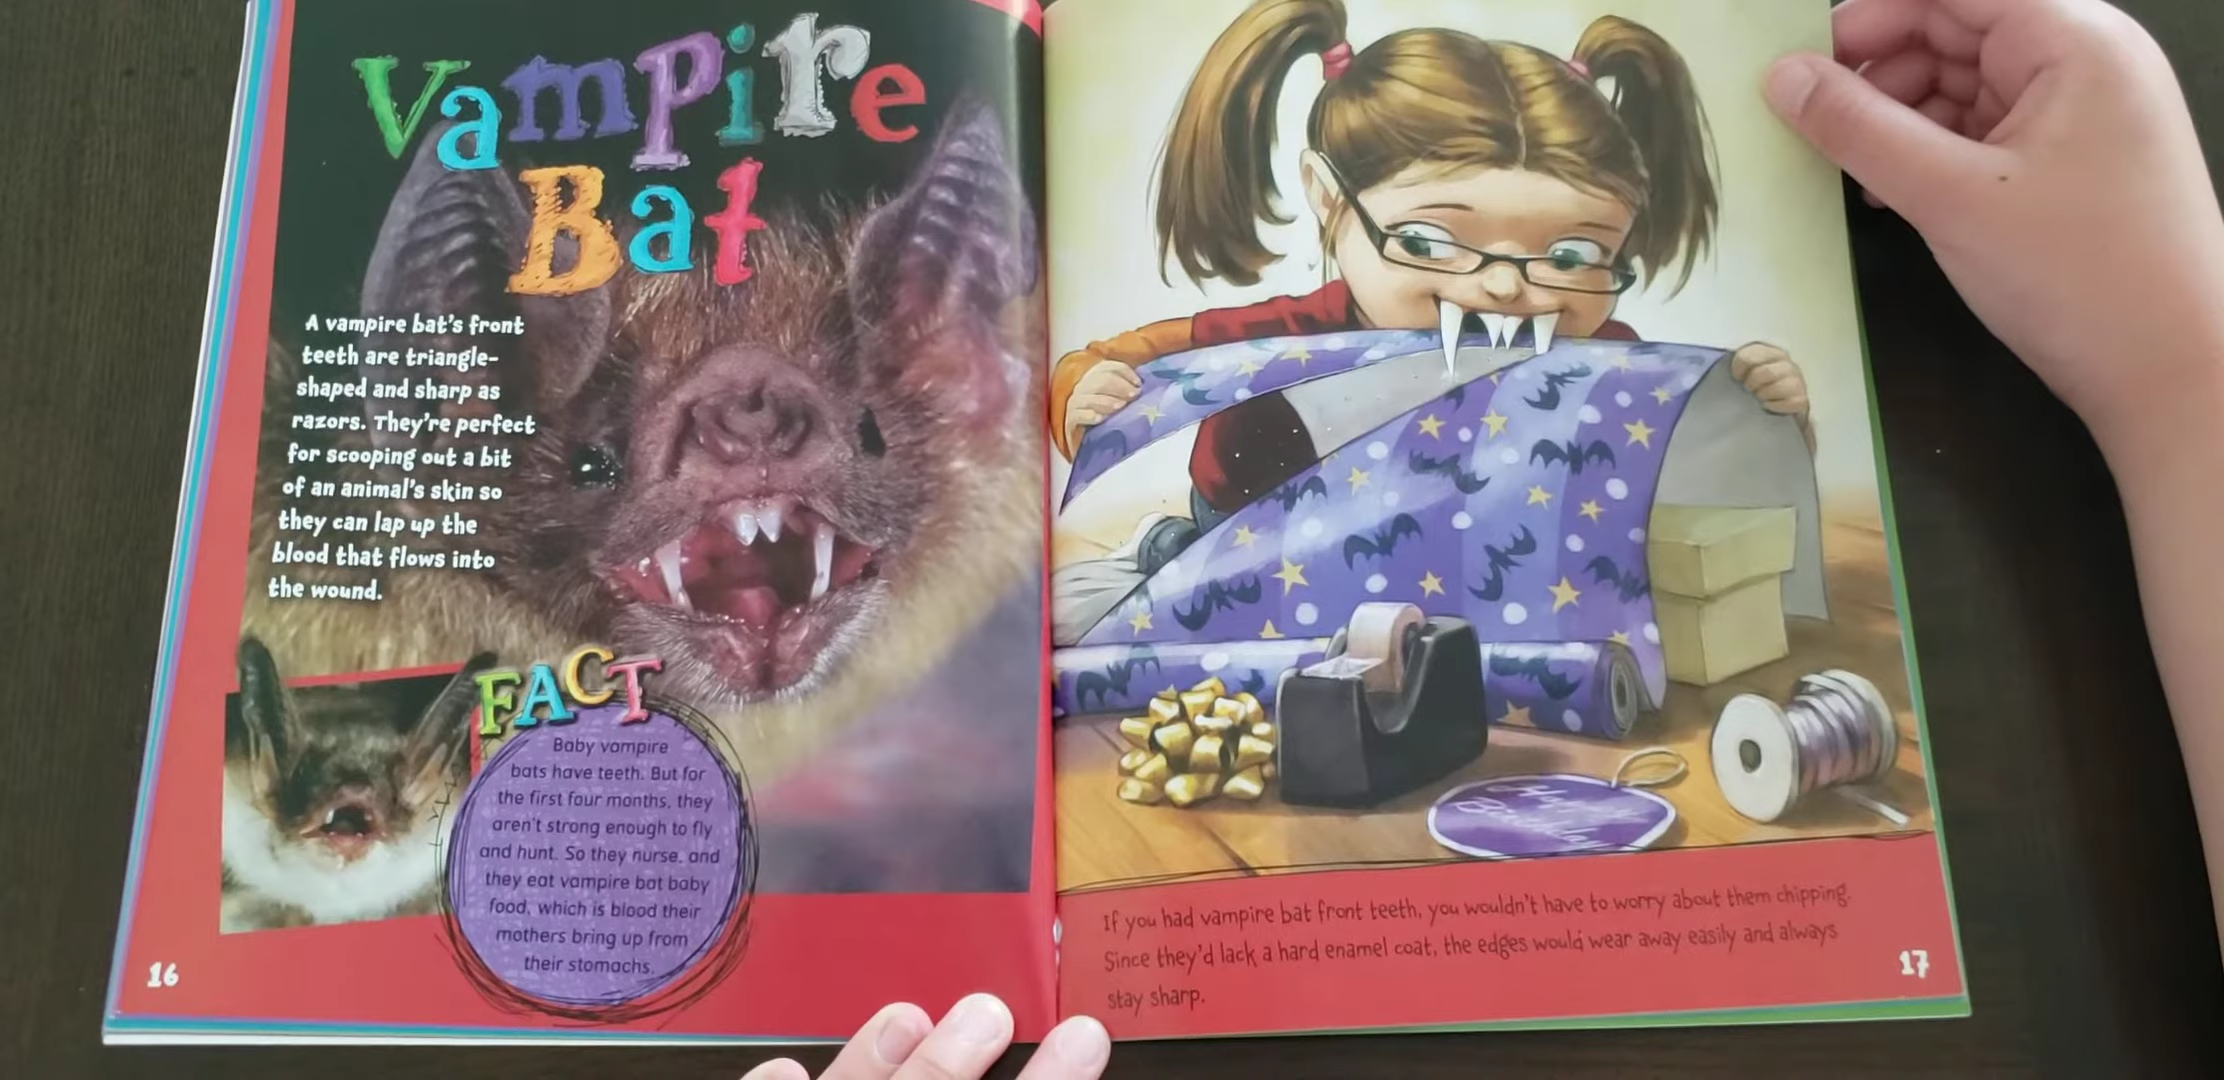 Vampire
Bat
A vampire bat's front
teeth are triangle-
shaped and sharp as
razors. They're perfect
for scooping out a bit
of an animal's skin so
they can lap up the
blood that flows into
the wound.
FACT
Baby vampire
bats have teeth. But for
the first four months, they
aren't strong enough to fly
and hunt. So they nurse, and
they eat vampire bat baby
food, which is blood their
mothers bring up from
their stomachs.
16
Happy
Birthday
If you had vampire bat front teeth, you wouldn't have to worry about them chipping.
Since they'd lack a hard enamel coat, the edges would wear away easily and always
stay sharp.
17